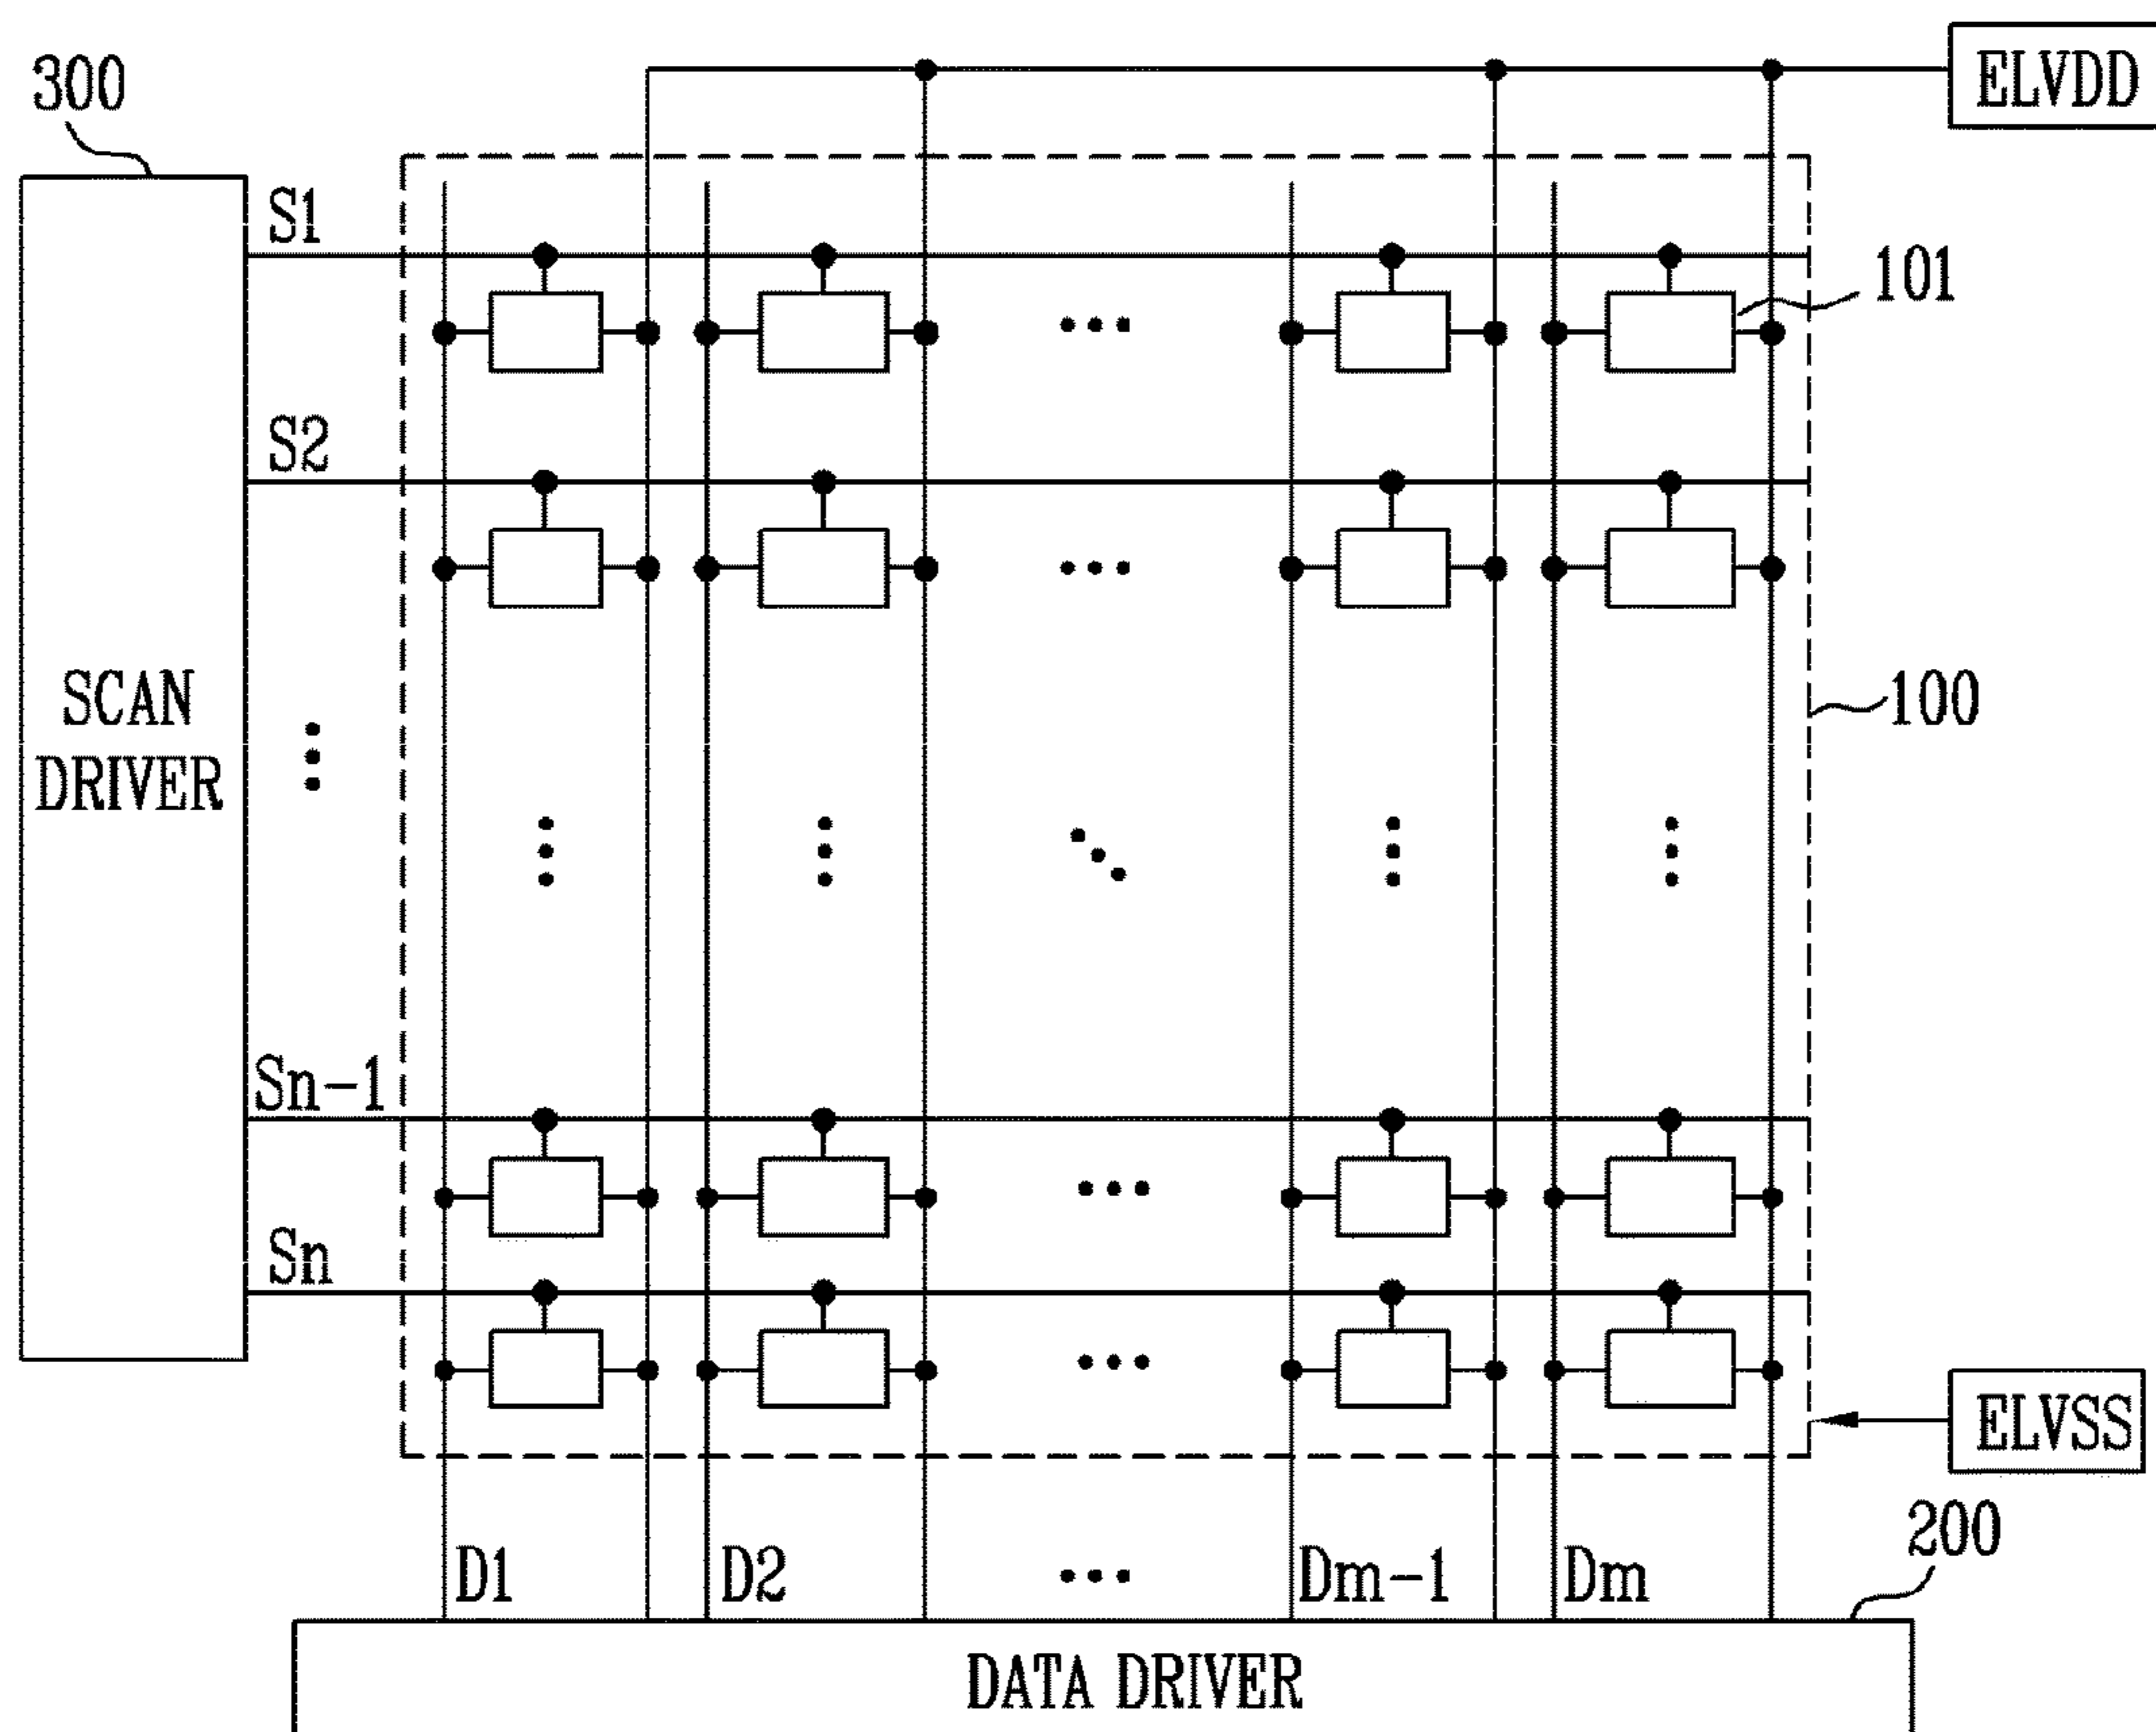 ELVDD
300
S1
101
S2
SCAN
DRIVER
100
Sn-1
Sn
ELVSS
200
D1 D2 Dm-1 Dm
DATA DRIVER